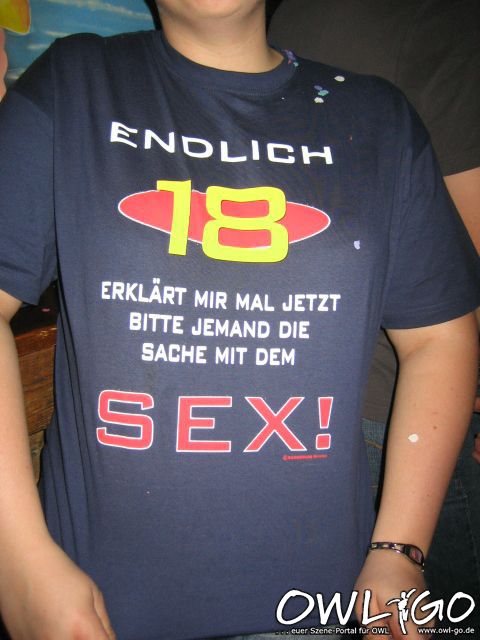 ENDLICH
18
ERKLÄRT MIR MAL JETZT
BITTE JEMAND DIE
SACHE MIT DEM
SEX!
OWL GO
...euer Szene-Portal für OWL www.owl-go.de